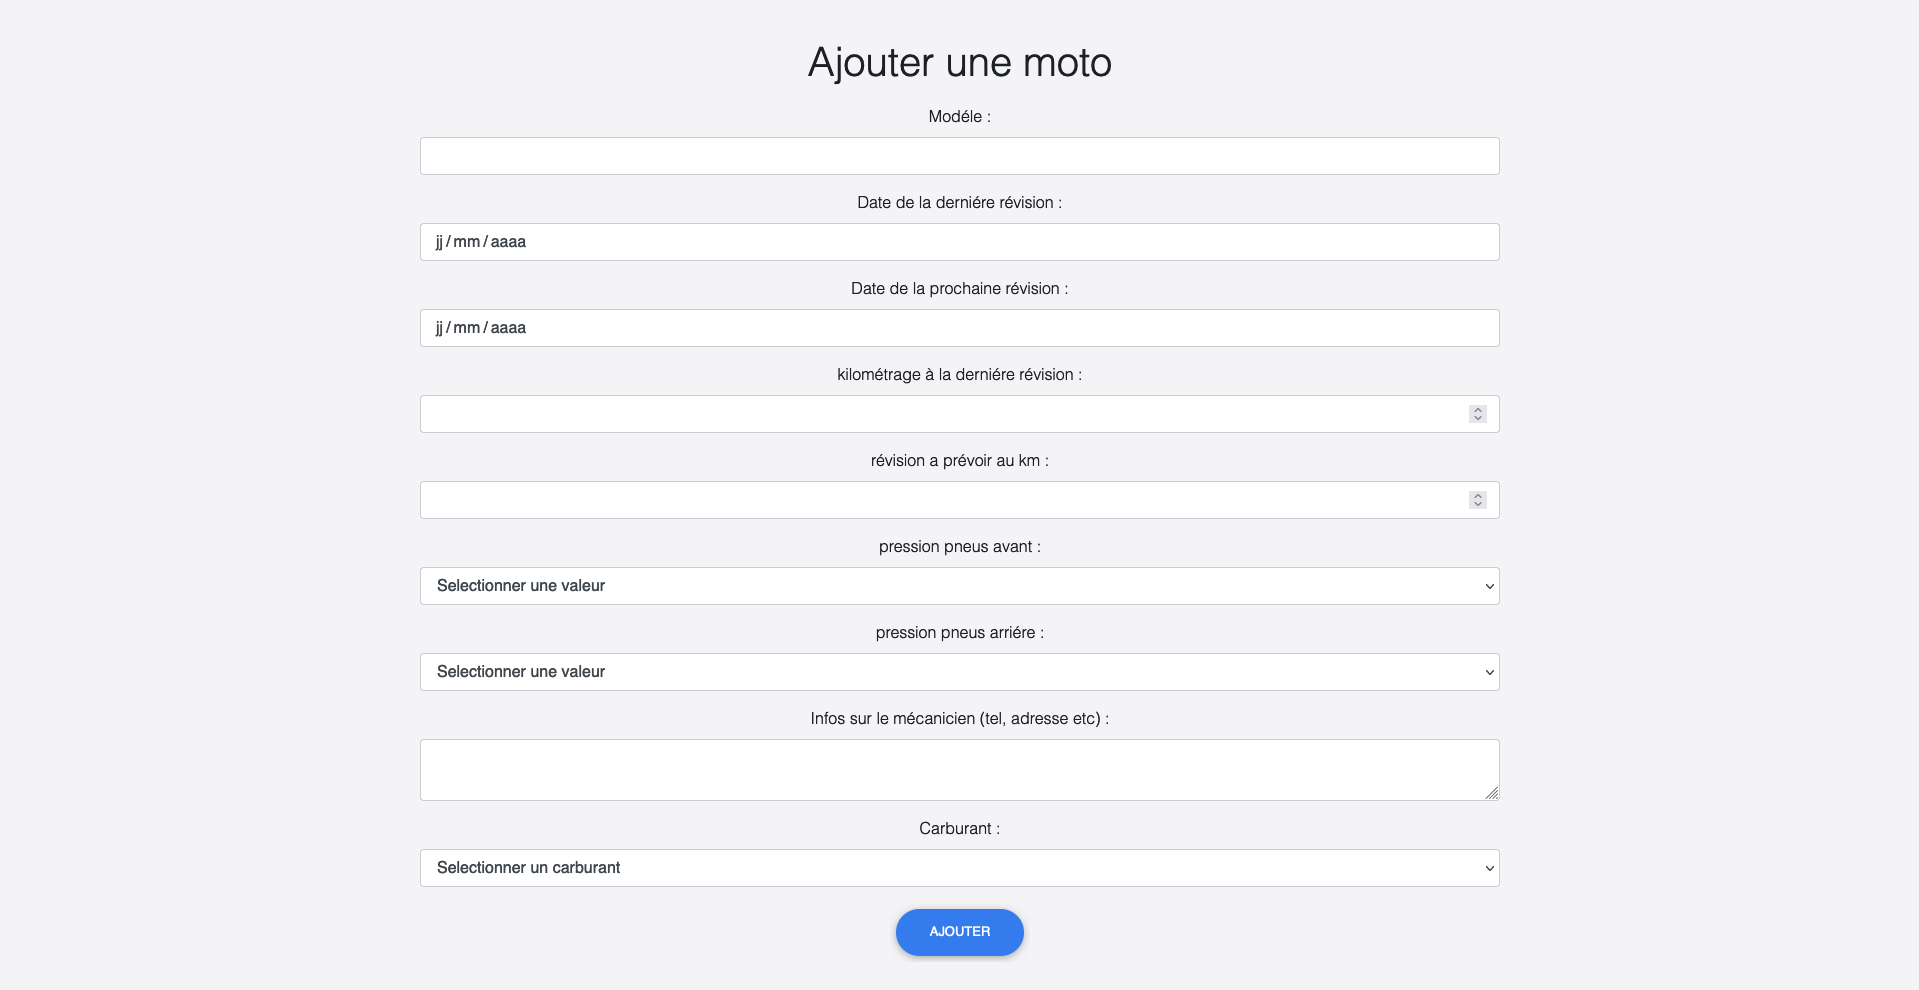 Ajouter une moto
Modéle :
Date de la derniére révision :
jj / mm / aaaa
Date de la prochaine révision :
jj / mm / aaaa
kilométrage à la derniére révision :
révision a prévoir au km :
pression pneus avant :
Selectionner une valeur
pression pneus arriére :
Selectionner une valeur
Infos sur le mécanicien (tel, adresse etc) :
Carburant :
Selectionner un carburant
AJOUTER